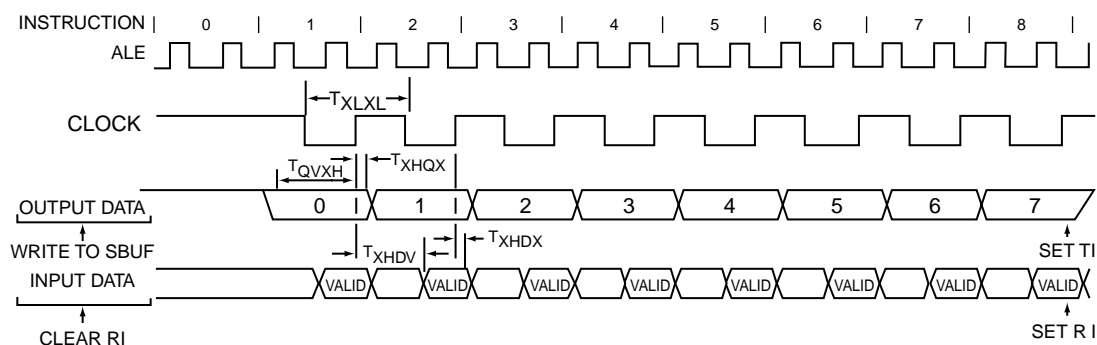 INSTRUCTION | 0 | 1 | 2 | 3 | 4 | 5 | 6 | 7 | 8 |
ALE
TXLXL
CLOCK
TQVXH TXHQX
OUTPUT DATA 0 1 2 3 4 5 6 7
WRITE TO SBUF TXHDV TXHDX SET TI
INPUT DATA VALID VALID VALID VALID VALID VALID VALID VALID
CLEAR RI SET R I